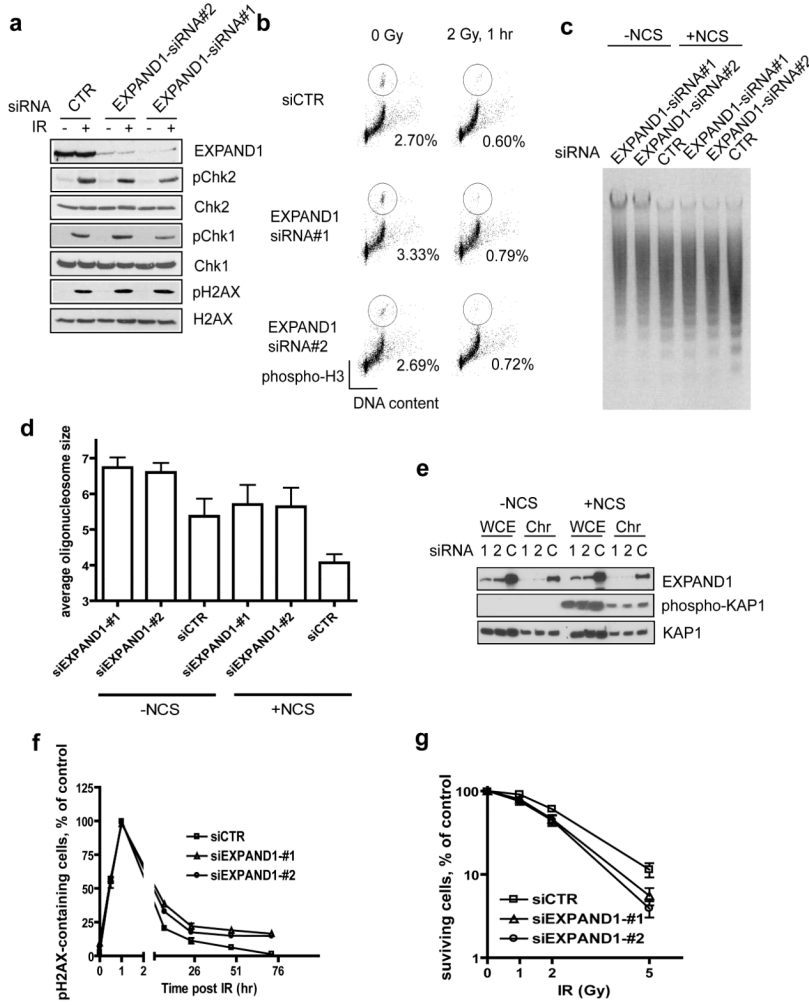 a
siRNA CTR EXPAND1-siRNA#2 EXPAND1-siRNA#1
IR - + - + - +
EXPAND1
pChk2
Chk2
pChk1
Chk1
pH2AX
H2AX
b
0 Gy 2 Gy, 1 hr
siCTR
2.70% 0.60%
EXPAND1
siRNA#1
3.33% 0.79%
EXPAND1
siRNA#2
2.69% 0.72%
phospho-H3
DNA content
c
-NCS +NCS
siRNA EXPAND1-siRNA#1 EXPAND1-siRNA#2 CTR EXPAND1-siRNA#1 EXPAND1-siRNA#2 CTR
d
average oligonucleosome size
7
6
5
4
3
siEXPAND1-#1 siEXPAND1-#2 siCTR siEXPAND1-#1 siEXPAND1-#2 siCTR
-NCS +NCS
e
-NCS +NCS
WCE Chr WCE Chr
siRNA 1 2 C 1 2 C 1 2 C 1 2 C
EXPAND1
phospho-KAP1
KAP1
f
pH2AX-containing cells, % of control
125
100
75
50
25
0
siCTR
siEXPAND1-#1
siEXPAND1-#2
0 1 2 26 51 76
Time post IR (hr)
g
suviving cells, % of control
100
10
1
siCTR
siEXPAND1-#1
siEXPAND1-#2
0 1 2 5
IR (Gy)